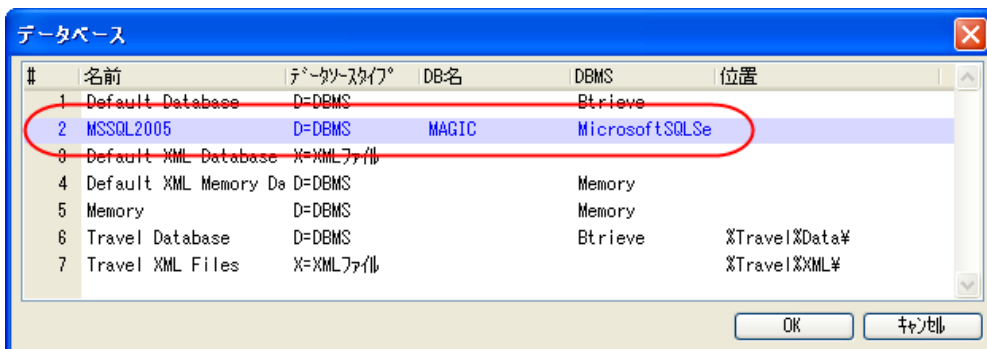 データベース
# 名前 データソースタイプ DB名 DBMS 位置
1 Default Database D=DBMS Btrieve
2 MSSQL2005 D=DBMS MAGIC MicrosoftSQLSe
3 Default XML Database X=XMLファイル
4 Default XML Memory Da D=DBMS Memory
5 Memory D=DBMS Memory
6 Travel Database D=DBMS Btrieve %Travel%Data¥
7 Travel XML Files X=XMLファイル %Travel%XML¥
OK キャンセル